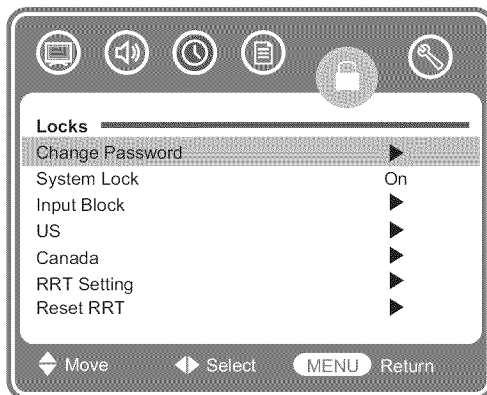 Locks
Change Password
System Lock On
Input Block
US
Canada
RRT Setting
Reset RRT
Move Select MENU Return